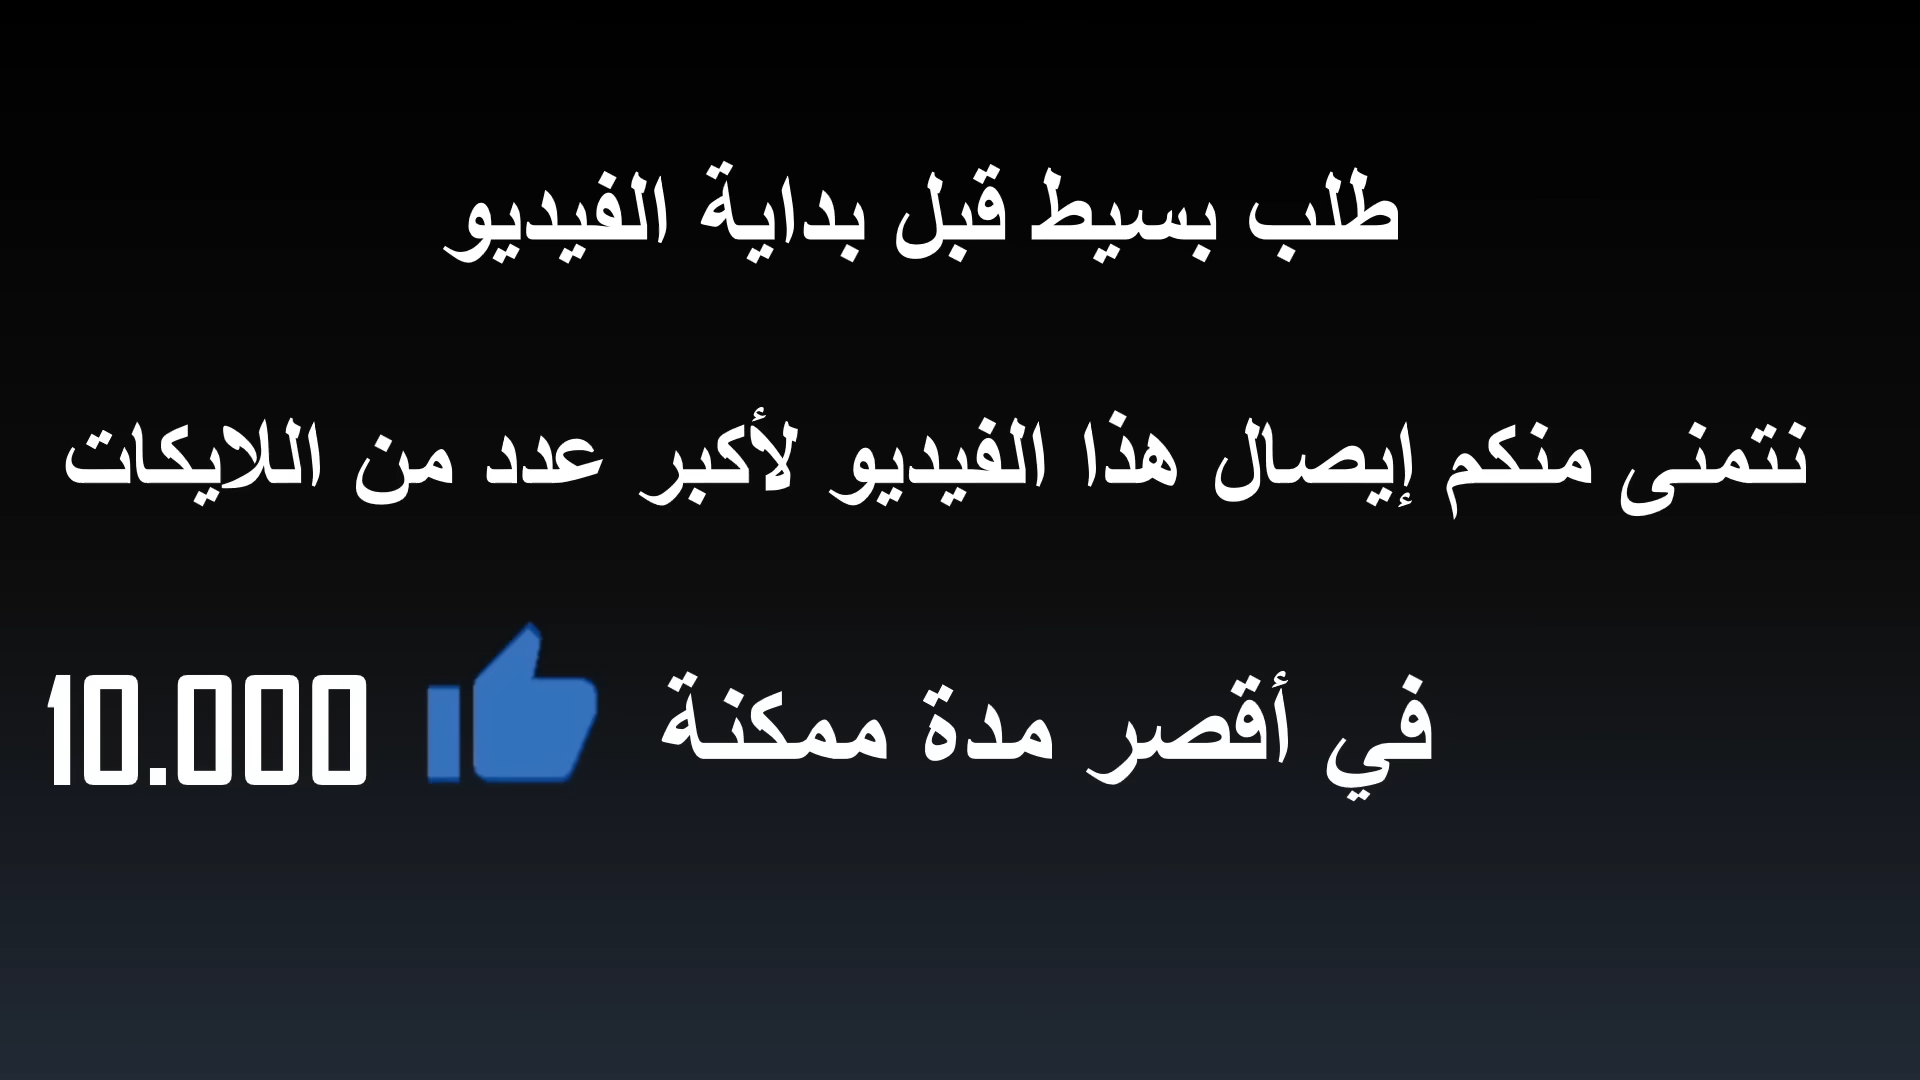 طلب بسيط قبل بداية الفيديو
نتمنى منكم إيصال هذا الفيديو لأكبر عدد من اللايكات
في أقصر مدة ممكنة 10.000